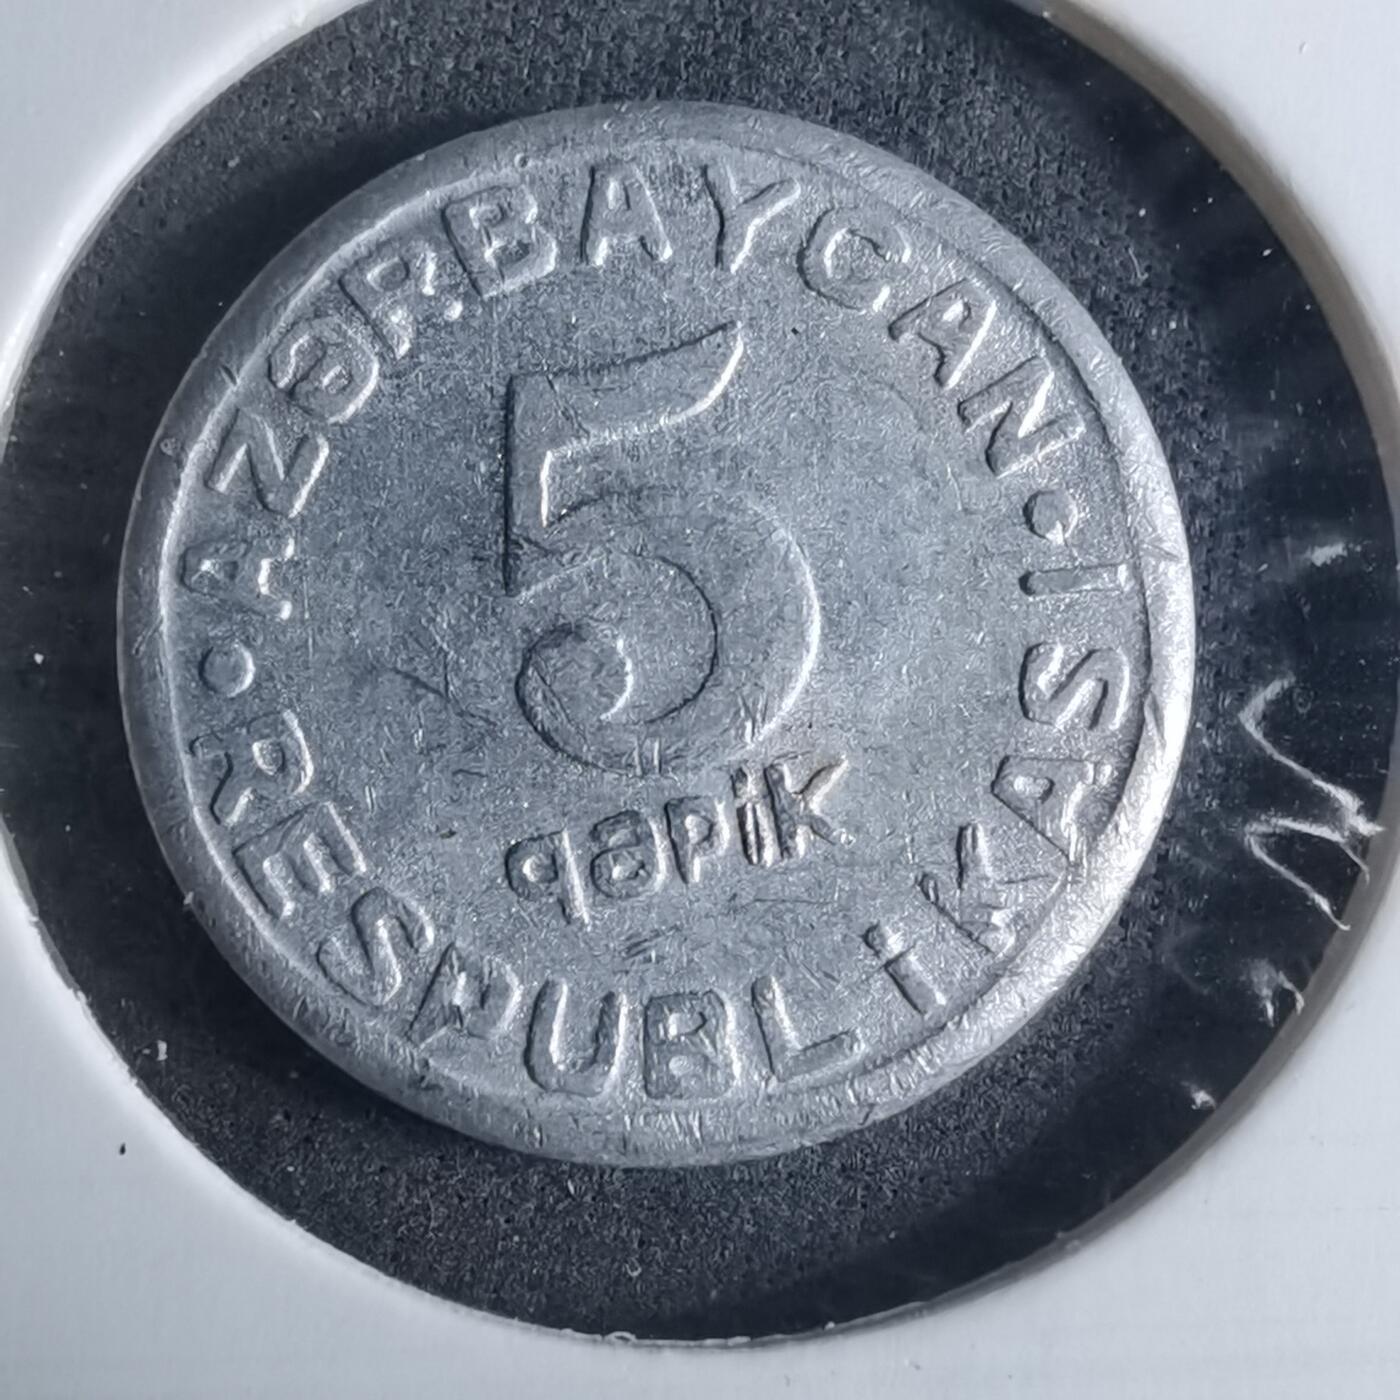 AZƏRBAYCAN
5
qəpik
RESPUBLİKASI